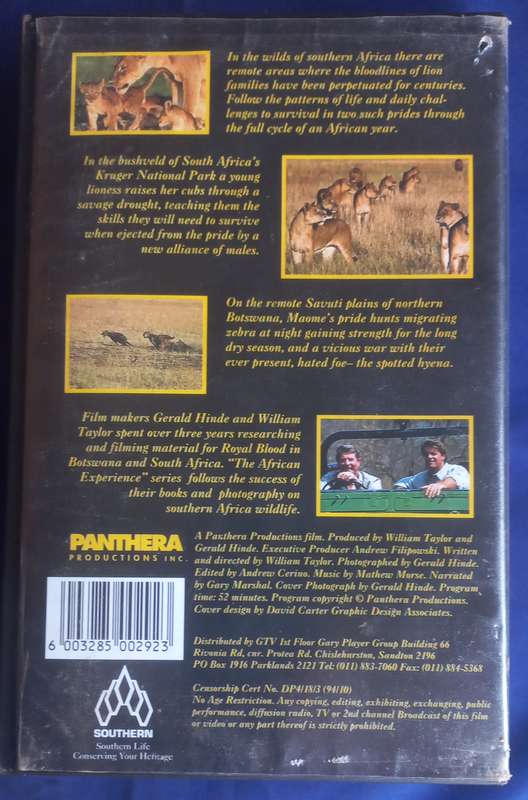 In the wilds of southern Africa there are
remote areas where the bloodlines of lion
families have been perpetuated for centuries.
Follow the patterns of life and daily chal-
lenges to survival in two such prides through
the full cycle of an African year.
In the bushveld of South Africa's
Kruger National Park a young
lioness raises her cubs through a
savage drought, teaching them the
skills they will need to survive
when ejected from the pride by a
new alliance of males.
On the remote Savuti plains of northern
Botswana, Maome's pride hunts migrating
zebra at night gaining strength for the long
dry season, and a vicious war with their
ever present, hated foe- the spotted hyena.
Film makers Gerald Hinde and William
Taylor spent over three years researching
and filming material for Royal Blood in
Botswana and South Africa. "The African
Experience" series follows the success of
their books and photography on
southern Africa wildlife.
PANTHERA
PRODUCTIONS INC.
A Panthera Productions film. Produced by William Taylor and
Gerald Hinde. Executive Producer Andrew Filipowski. Written
and directed by William Taylor. Photographed by Gerald Hinde.
Edited by Andrew Cerino. Music by Mathew Morse. Narrated
by Gary Marshal. Cover Photograph by Gerald Hinde. Program
time: 52 minutes. Program copyright © Panthera Productions.
Cover design by David Carter Graphic Design Associates.
6 003285 002923
Distributed by GTV 1st Floor Gary Player Group Building 66
Rivonia Rd, cnr. Protea Rd. Chislehurston, Sandton 2196
PO Box 1916 Parklands 2121 Tel: (011) 883-7060 Fax: (011) 884-5368
Censorship Cert No. DP4/18/3 (94/10)
No Age Restriction. Any copying, editing, exhibiting, exchanging, public
performance, diffusion radio, TV or 2nd channel Broadcast of this film
or video or any part thereof is strictly prohibited.
SOUTHERN
Southern Life
Conserving Your Heritage